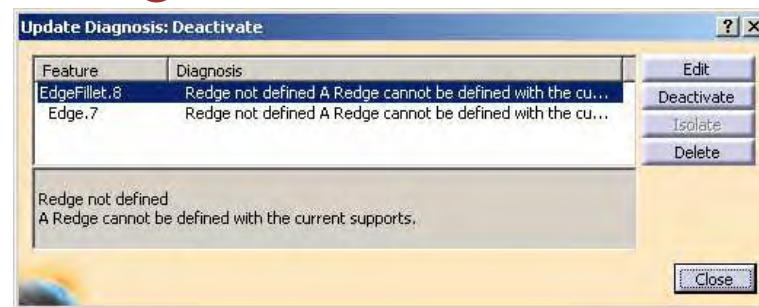 Update Diagnosis: Deactivate
Feature Diagnosis Edit
EdgeFillet.8 Redge not defined A Redge cannot be defined with the cu... Deactivate
Edge.7 Redge not defined A Redge cannot be defined with the cu... Isolate
Delete
Redge not defined
A Redge cannot be defined with the current supports.
Close